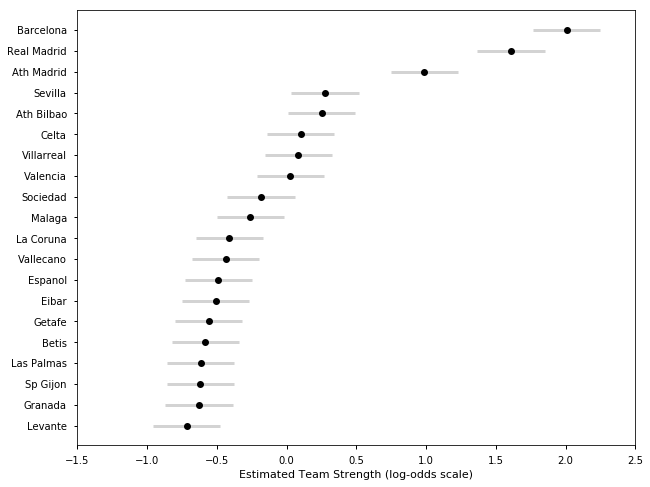 Barcelona
Real Madrid
Ath Madrid
Sevilla
Ath Bilbao
Celta
Villarreal
Valencia
Sociedad
Malaga
La Coruna
Vallecano
Espanol
Eibar
Getafe
Betis
Las Palmas
Sp Gijon
Granada
Levante
−1.5 −1.0 −0.5 0.0 0.5 1.0 1.5 2.0 2.5
Estimated Team Strength (log-odds scale)